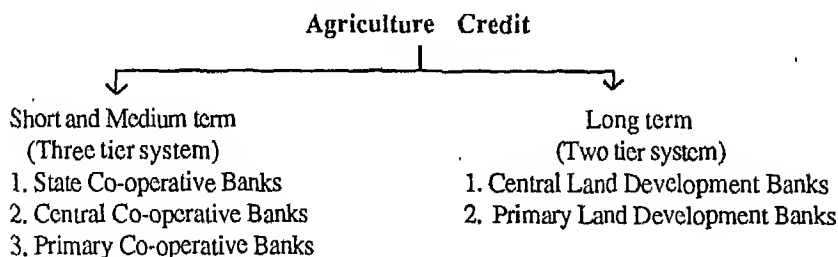 Agriculture Credit
Short and Medium term
(Three tier system)
1. State Co-operative Banks
2. Central Co-operative Banks
3. Primary Co-operative Banks
Long term
(Two tier system)
1. Central Land Development Banks
2. Primary Land Development Banks